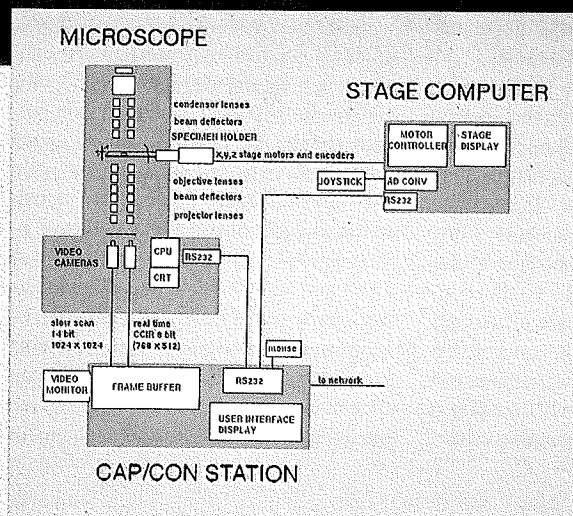 MICROSCOPE
condensor lenses
beam deflectors
SPECIMEN HOLDER
x,y,z stage motors and encoders
objective lenses
beam deflectors
projector lenses
VIDEO
CAMERAS
CPU
CRT
RS232
slow scan
14 bit
1024 X 1024
real time
CCIR 8 bit
(768 X 512)
STAGE COMPUTER
MOTOR
CONTROLLER
STAGE
DISPLAY
JOYSTICK
AD CONV
RS232
mouse
VIDEO
MONITOR
FRAME BUFFER
RS232
to network
USER INTERFACE
DISPLAY
CAP/CON STATION